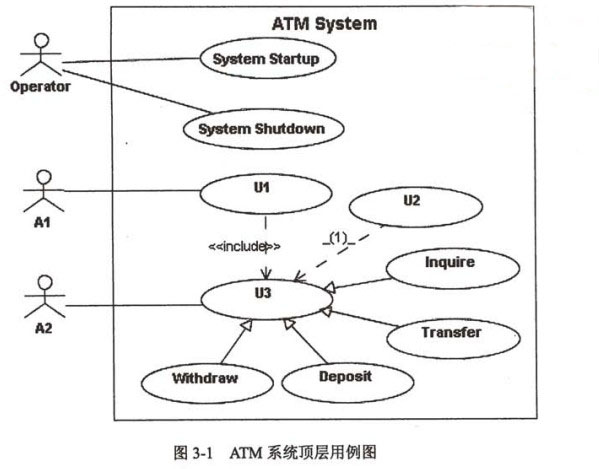 ATM System
System Startup
Operator
System Shutdown
U1
U2
A1
<<include>>
(1)
Inquire
U3
A2
Transfer
Withdraw
Deposit
图 3-1 ATM 系统顶层用例图